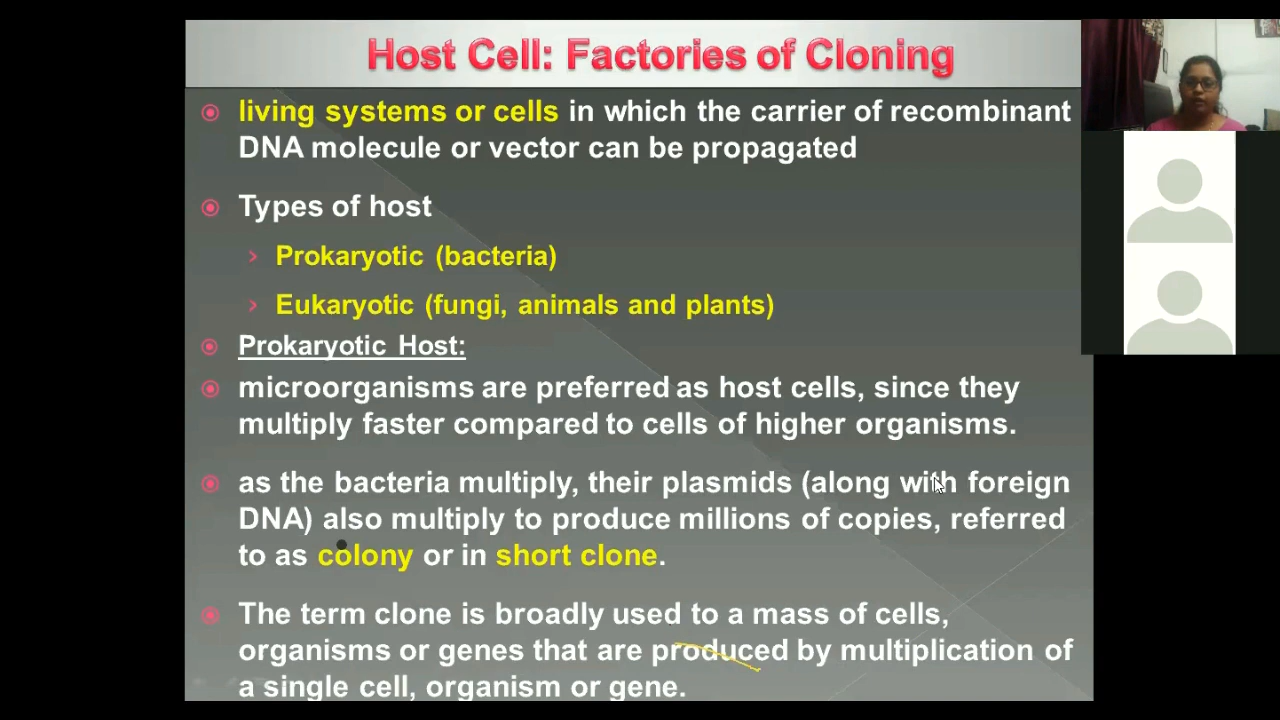 Host Cell: Factories of Cloning
living systems or cells in which the carrier of recombinant
DNA molecule or vector can be propagated
Types of host
Prokaryotic (bacteria)
Eukaryotic (fungi, animals and plants)
Prokaryotic Host:
microorganisms are preferred as host cells, since they
multiply faster compared to cells of higher organisms.
as the bacteria multiply, their plasmids (along with foreign
DNA) also multiply to produce millions of copies, referred
to as colony or in short clone.
The term clone is broadly used to a mass of cells,
organisms or genes that are produced by multiplication of
a single cell, organism or gene.